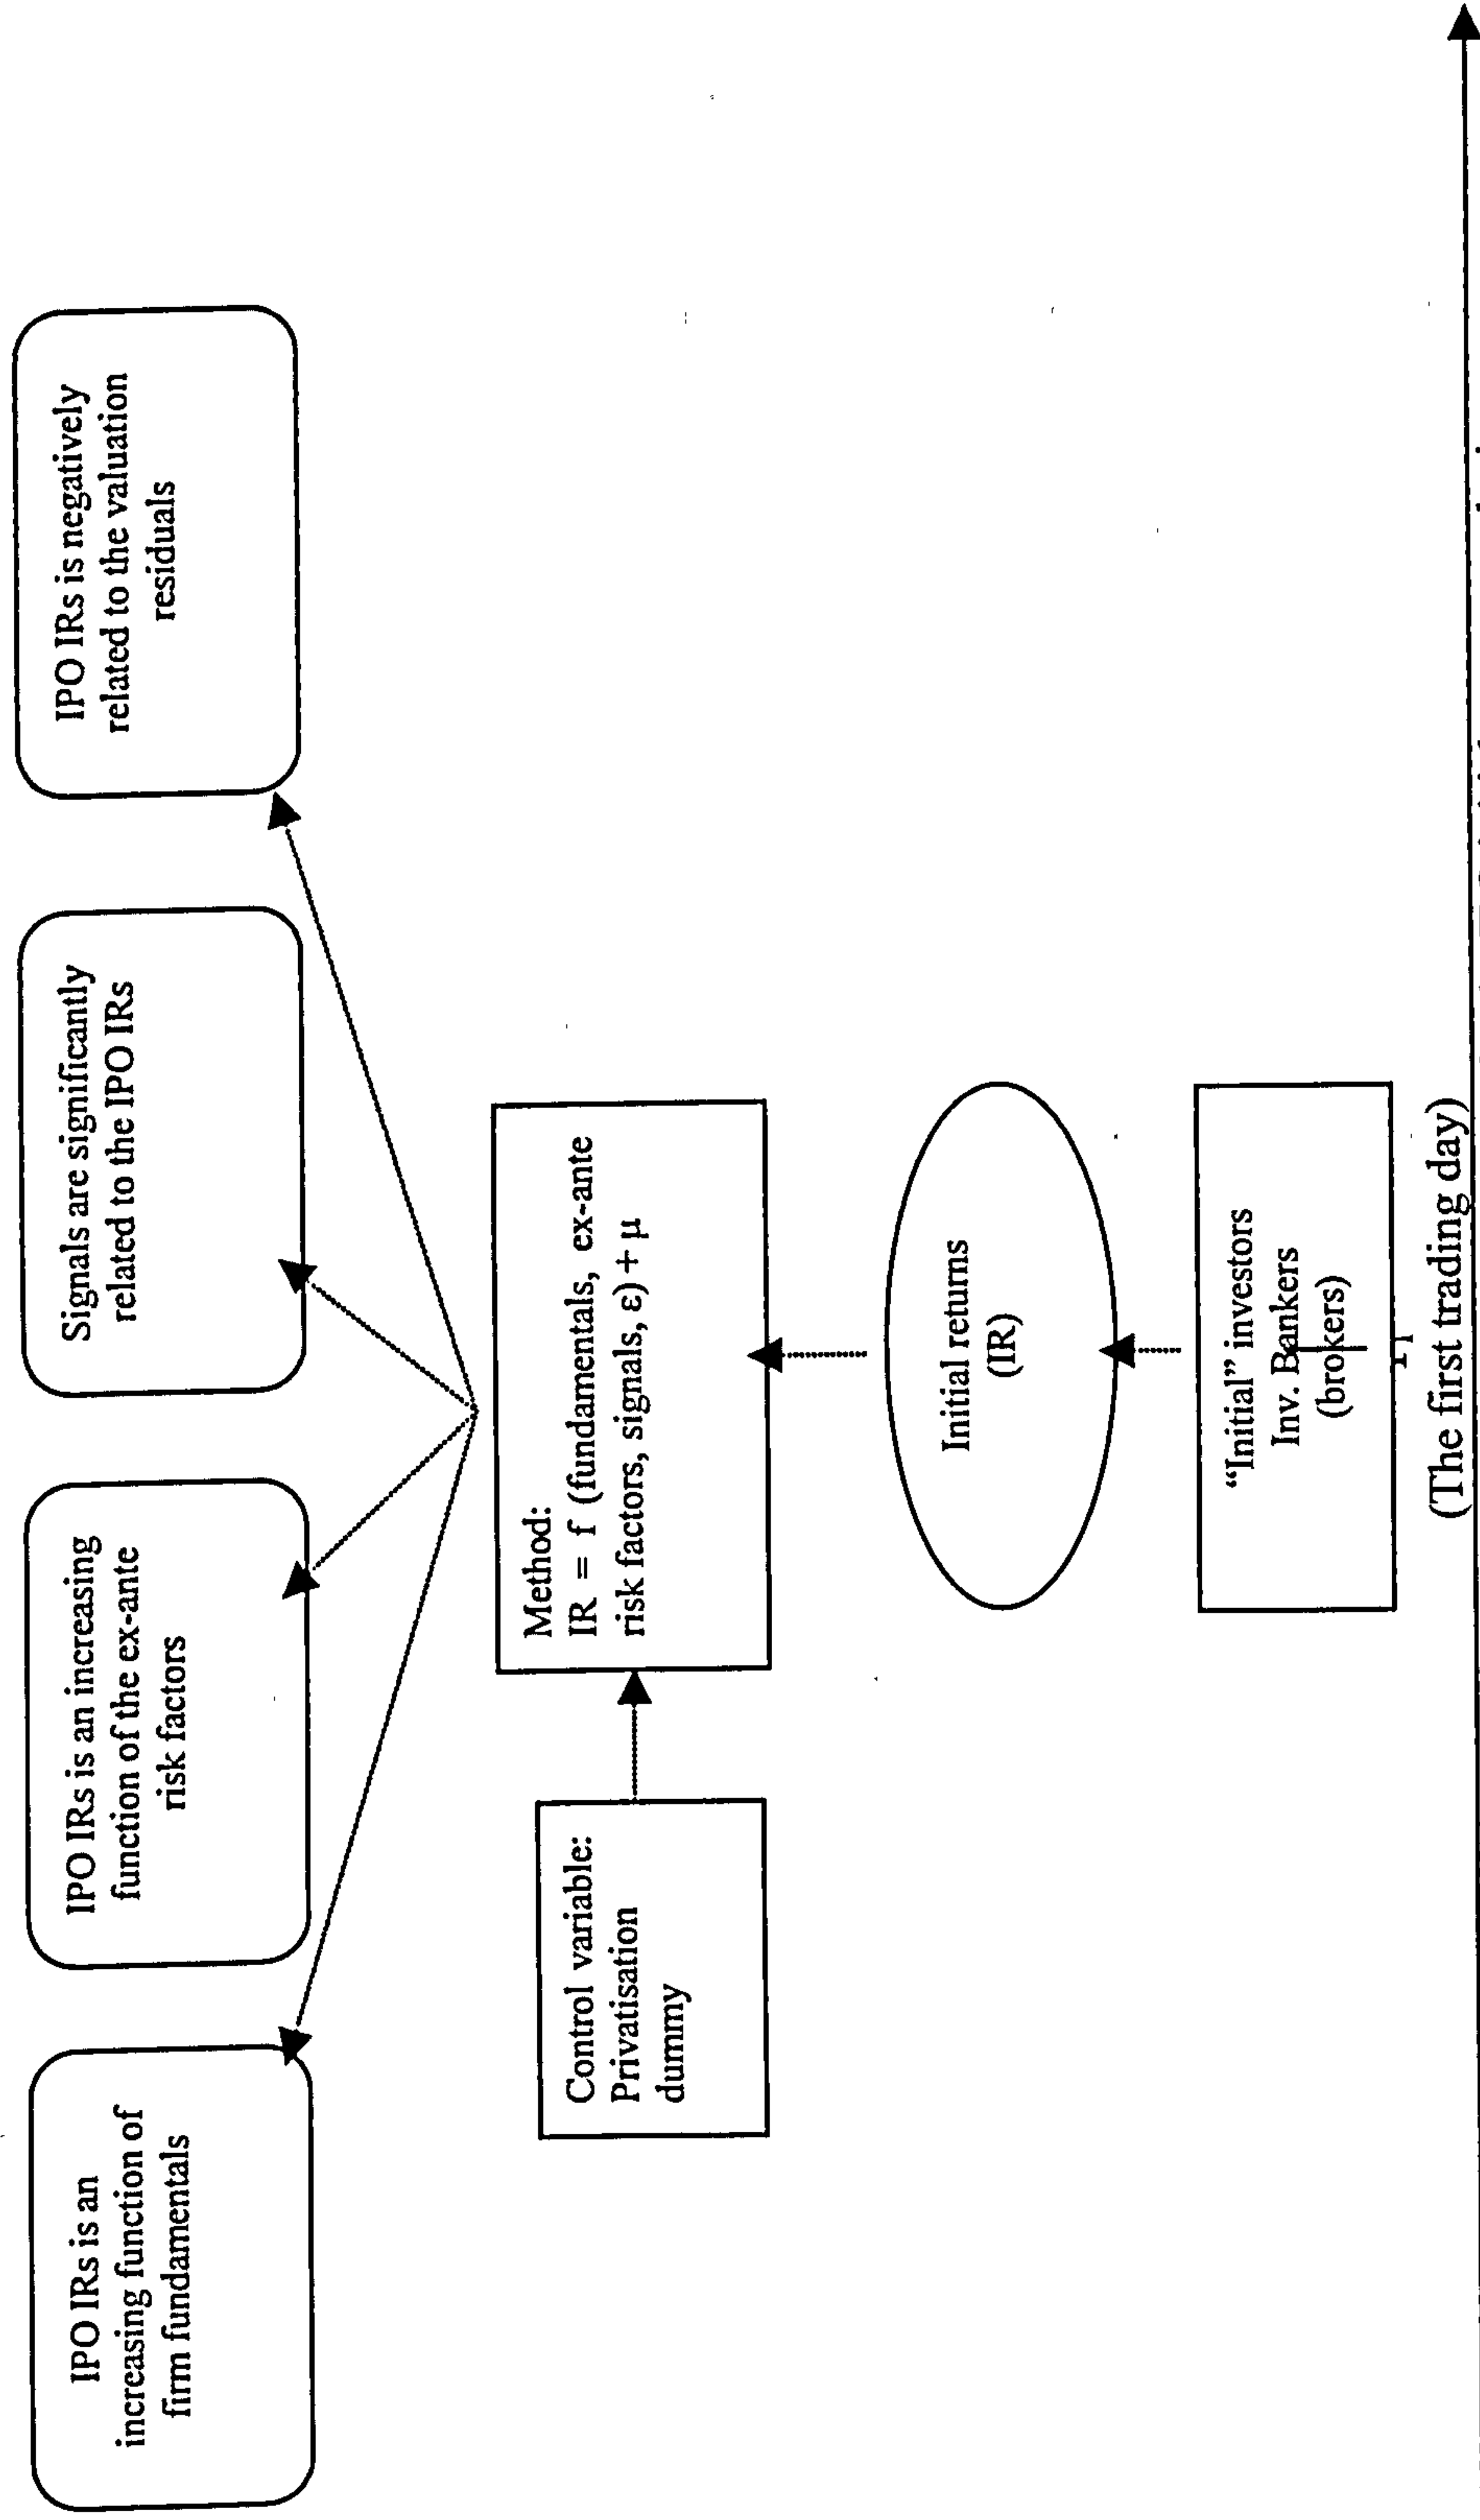 IPO IRs is an
increasing function of
firm fundamentals
IPO IRs is an increasing
function of the ex-ante
risk factors
Signals are significantly
related to the IPO IRs
IPO IRs is negatively
related to the valuation
residuals
Control variable:
Privatisation
dummy
Method:
IR = f (fundamentals, ex-ante
risk factors, signals, ε) + μ
Initial returns
(IR)
“Initial” investors
Inv. Bankers
(brokers)
(The first trading day)